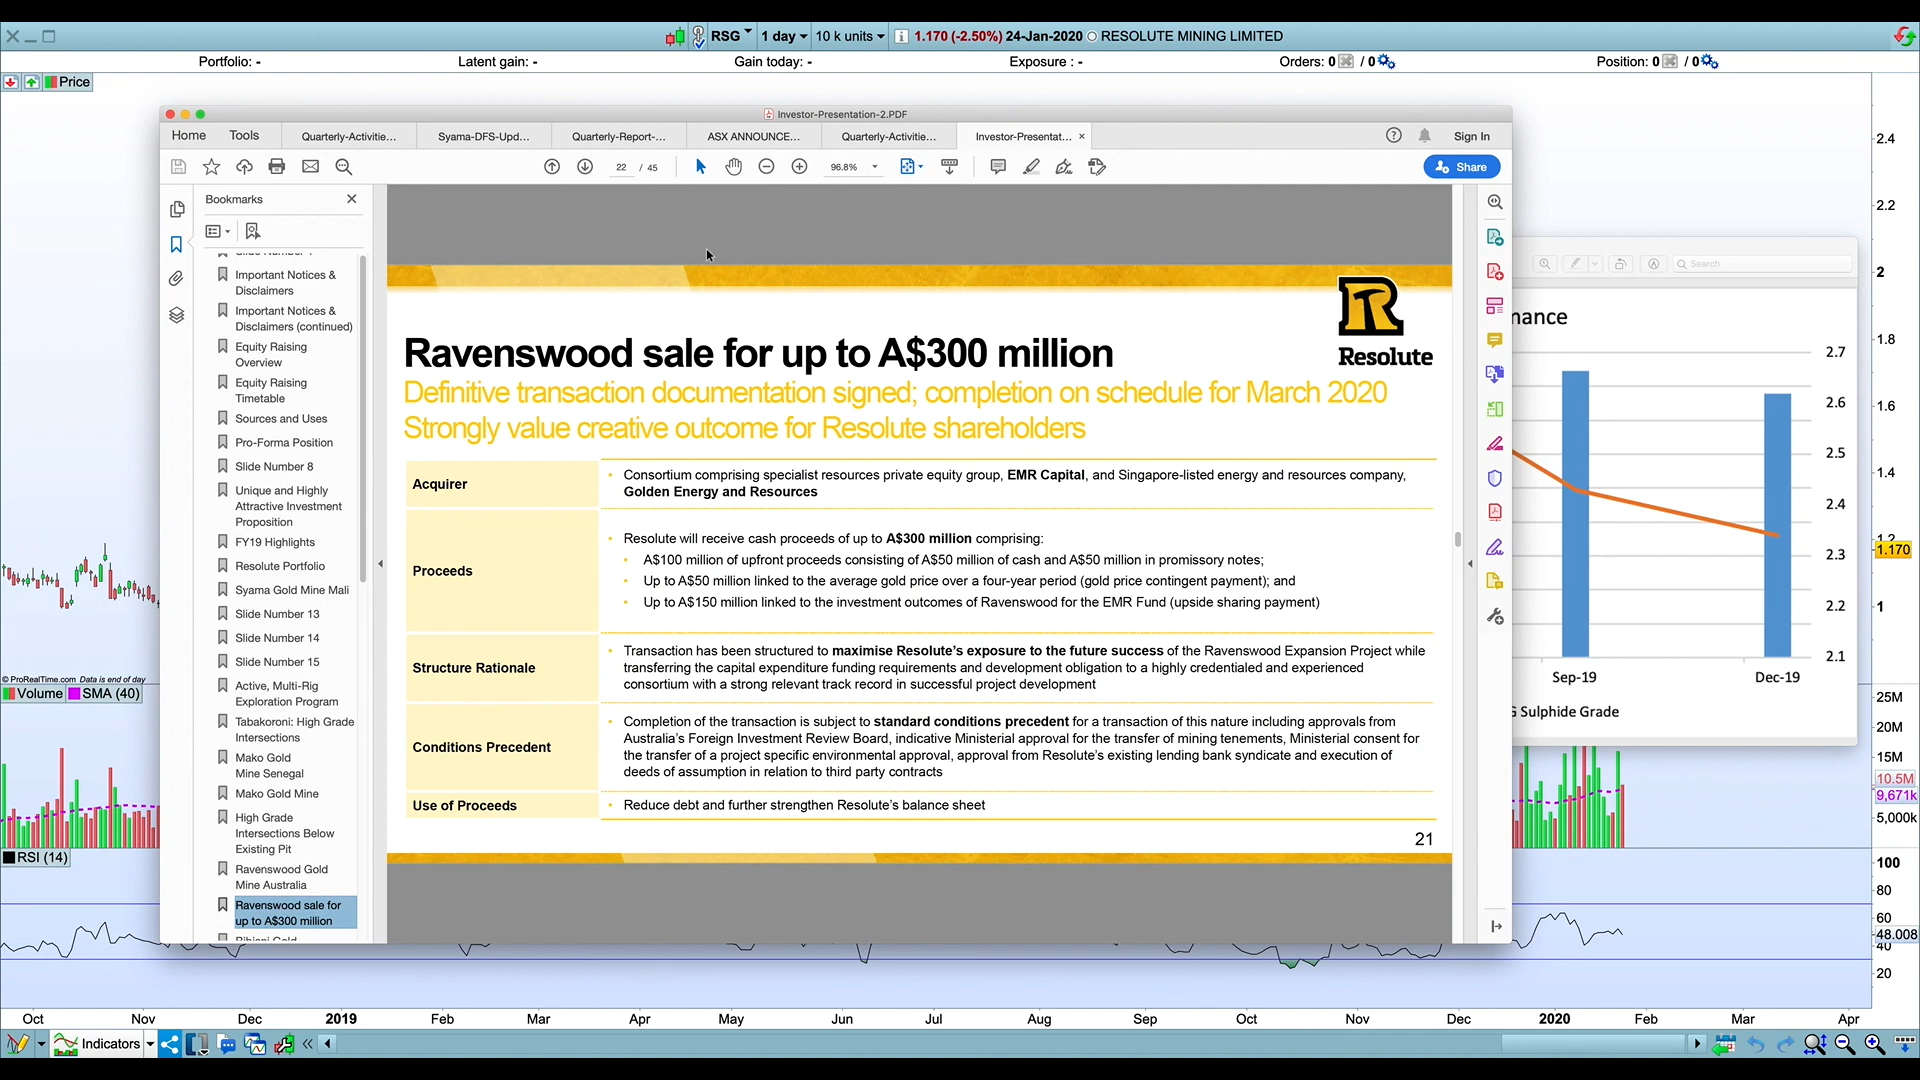 RSG 1 day 10 k units 1.170 (-2.50%) 24-Jan-2020 RESOLUTE MINING LIMITED
Portfolio: - Latent gain: - Gain today: - Exposure : - Orders: 0 / 0 Position: 0 / 0
Price
Investor-Presentation-2.PDF
Home Tools Quarterly-Activitie... Syama-DFS-Upd... Quarterly-Report-... ASX ANNOUNCE... Quarterly-Activitie... Investor-Presentat... × Sign In
22 / 45 96.8% Share
Bookmarks
Important Notices &
Disclaimers
Important Notices &
Disclaimers (continued)
Equity Raising
Overview
Equity Raising
Timetable
Sources and Uses
Pro-Forma Position
Slide Number 8
Unique and Highly
Attractive Investment
Proposition
FY19 Highlights
Resolute Portfolio
Syama Gold Mine Mali
Slide Number 13
Slide Number 14
Slide Number 15
Active, Multi-Rig
Exploration Program
Tabakoroni: High Grade
Intersections
Mako Gold
Mine Senegal
Mako Gold Mine
High Grade
Intersections Below
Existing Pit
Ravenswood Gold
Mine Australia
Ravenswood sale for
up to A$300 million
Resolute
Ravenswood sale for up to A$300 million
Definitive transaction documentation signed; completion on schedule for March 2020
Strongly value creative outcome for Resolute shareholders
Acquirer
• Consortium comprising specialist resources private equity group, EMR Capital, and Singapore-listed energy and resources company,
Golden Energy and Resources
Proceeds
• Resolute will receive cash proceeds of up to A$300 million comprising:
• A$100 million of upfront proceeds consisting of A$50 million of cash and A$50 million in promissory notes;
• Up to A$50 million linked to the average gold price over a four-year period (gold price contingent payment); and
• Up to A$150 million linked to the investment outcomes of Ravenswood for the EMR Fund (upside sharing payment)
Structure Rationale
• Transaction has been structured to maximise Resolute's exposure to the future success of the Ravenswood Expansion Project while
transferring the capital expenditure funding requirements and development obligation to a highly credentialed and experienced
consortium with a strong relevant track record in successful project development
Conditions Precedent
• Completion of the transaction is subject to standard conditions precedent for a transaction of this nature including approvals from
Australia's Foreign Investment Review Board, indicative Ministerial approval for the transfer of mining tenements, Ministerial consent for
the transfer of a project specific environmental approval, approval from Resolute's existing lending bank syndicate and execution of
deeds of assumption in relation to third party contracts
Use of Proceeds
• Reduce debt and further strengthen Resolute's balance sheet
21
Search
nance
2.7
2.6
2.5
2.4
2.3
2.2
2.1
Sep-19 Dec-19
G Sulphide Grade
2.4
2.2
2
1.8
1.6
1.4
1.2
1.170
1
© ProRealTime.com Data is end of day
Volume SMA (40)
25M
20M
15M
10.5M
9,671k
5,000k
RSI (14)
100
80
60
48.008
40
20
Oct Nov Dec 2019 Feb Mar Apr May Jun Jul Aug Sep Oct Nov Dec 2020 Feb Mar Apr
Indicators